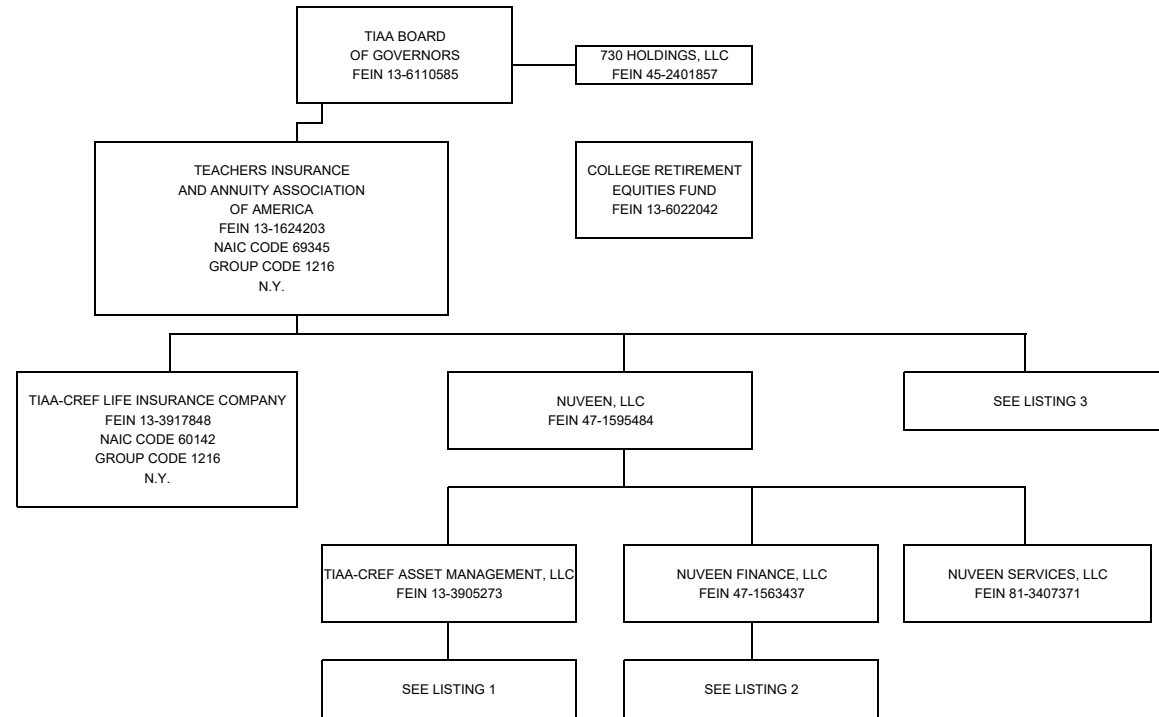 TIAA BOARD
OF GOVERNORS
FEIN 13-6110585
730 HOLDINGS, LLC
FEIN 45-2401857
TEACHERS INSURANCE
AND ANNUITY ASSOCIATION
OF AMERICA
FEIN 13-1624203
NAIC CODE 69345
GROUP CODE 1216
N.Y.
COLLEGE RETIREMENT
EQUITIES FUND
FEIN 13-6022042
TIAA-CREF LIFE INSURANCE COMPANY
FEIN 13-3917848
NAIC CODE 60142
GROUP CODE 1216
N.Y.
NUVEEN, LLC
FEIN 47-1595484
SEE LISTING 3
TIAA-CREF ASSET MANAGEMENT, LLC
FEIN 13-3905273
NUVEEN FINANCE, LLC
FEIN 47-1563437
NUVEEN SERVICES, LLC
FEIN 81-3407371
SEE LISTING 1
SEE LISTING 2